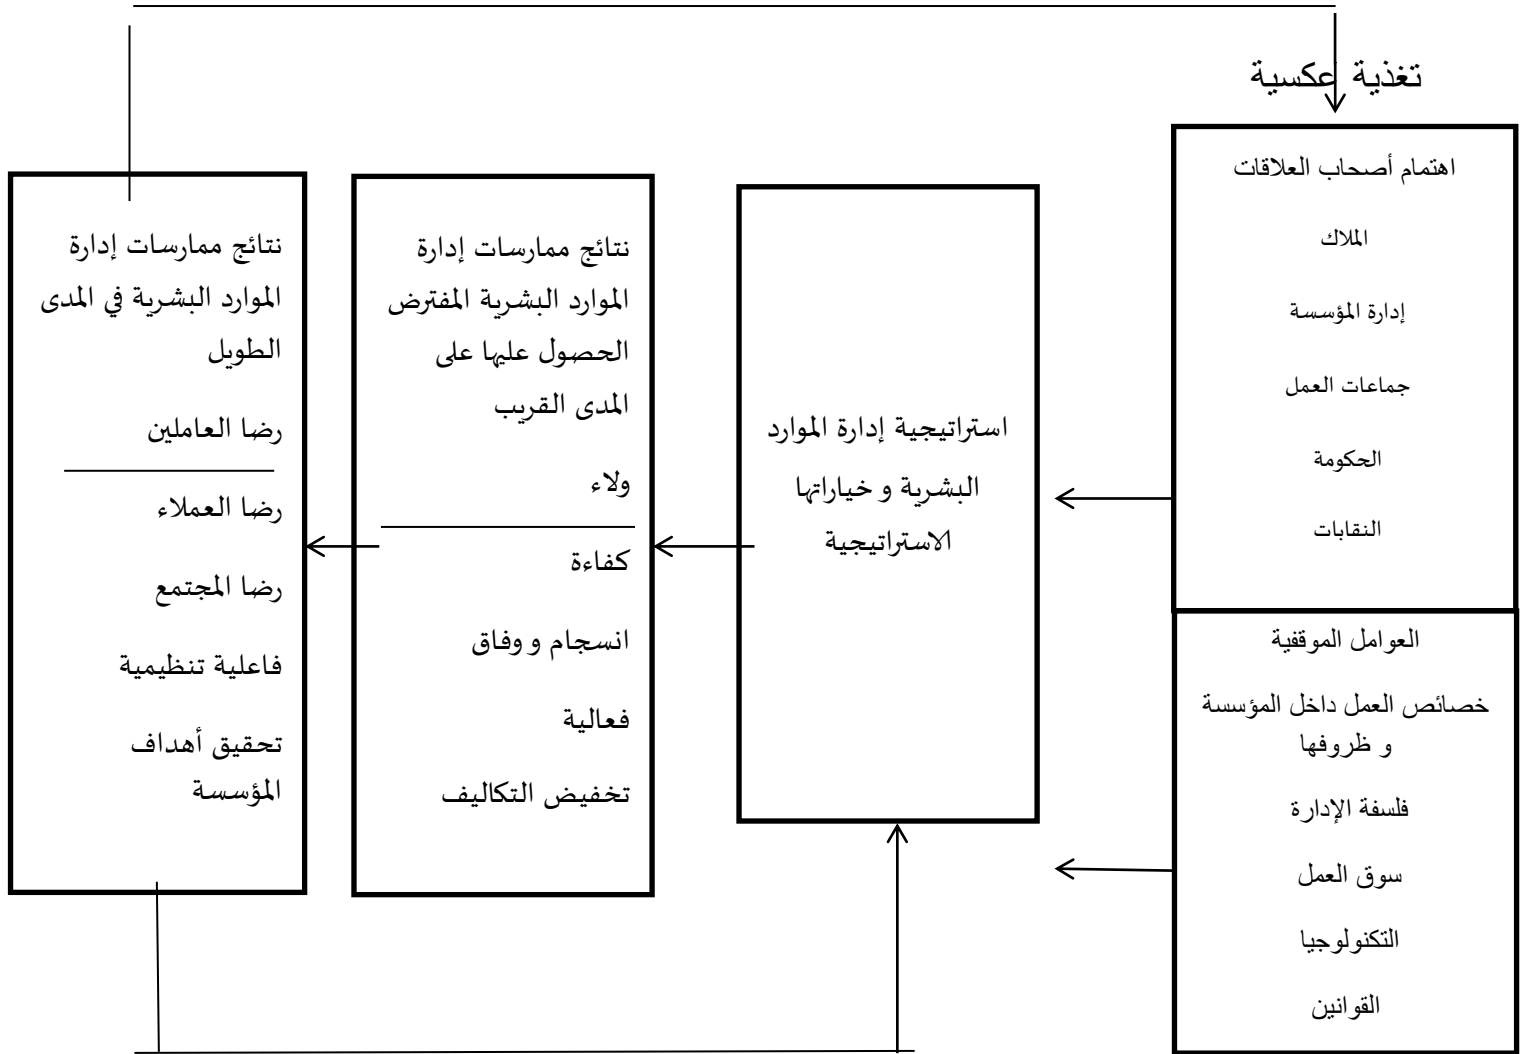 تغذية عكسية
اهتمام أصحاب العلاقات
الملاك
إدارة المؤسسة
جماعات العمل
الحكومة
النقابات
العوامل الموقفية
خصائص العمل داخل المؤسسة
و ظروفها
فلسفة الإدارة
سوق العمل
التكنولوجيا
القوانين
استراتيجية إدارة الموارد
البشرية و خياراتها
الاستراتيجية
نتائج ممارسات إدارة
الموارد البشرية المفترض
الحصول عليها على
المدى القريب
ولاء
كفاءة
انسجام و وفاق
فعالية
تخفيض التكاليف
نتائج ممارسات إدارة
الموارد البشرية في المدى
الطويل
رضا العاملين
رضا العملاء
رضا المجتمع
فاعلية تنظيمية
تحقيق أهداف
المؤسسة